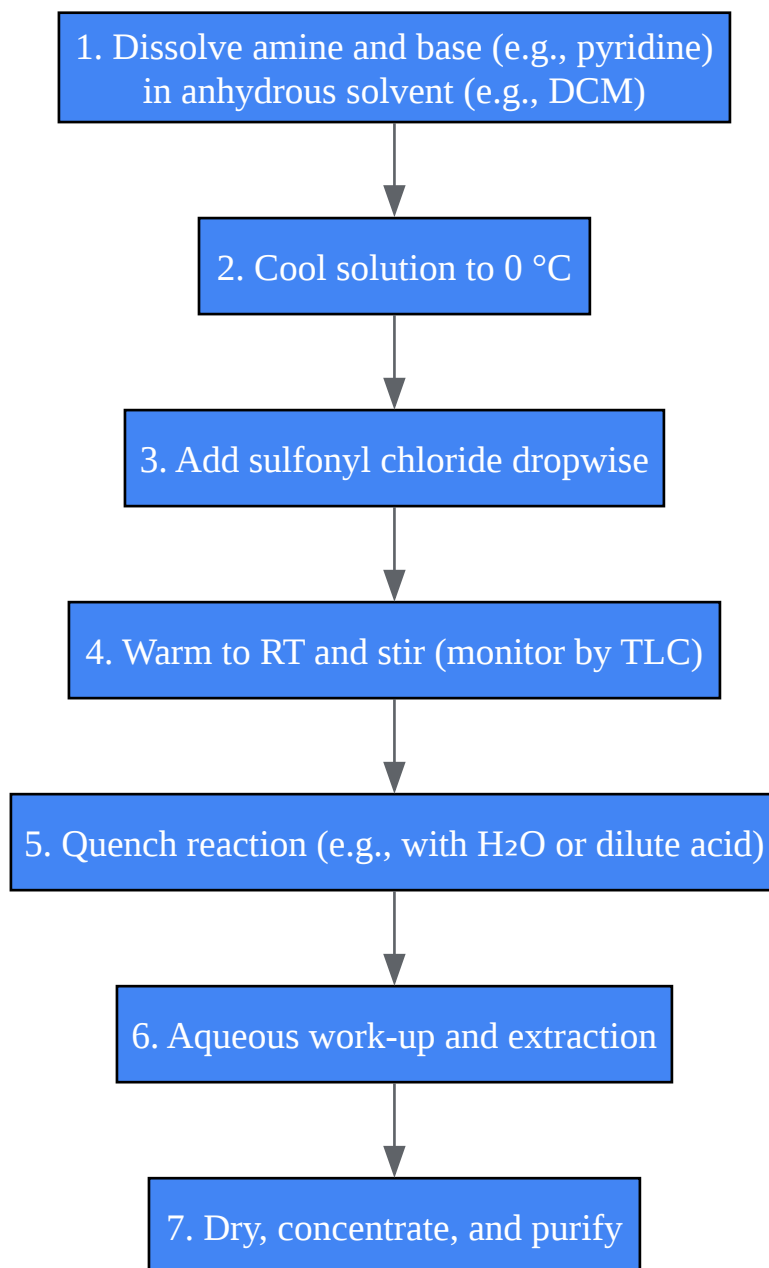 1. Dissolve amine and base (e.g., pyridine)
in anhydrous solvent (e.g., DCM)
2. Cool solution to 0 °C
3. Add sulfonyl chloride dropwise
4. Warm to RT and stir (monitor by TLC)
5. Quench reaction (e.g., with H₂O or dilute acid)
6. Aqueous work-up and extraction
7. Dry, concentrate, and purify